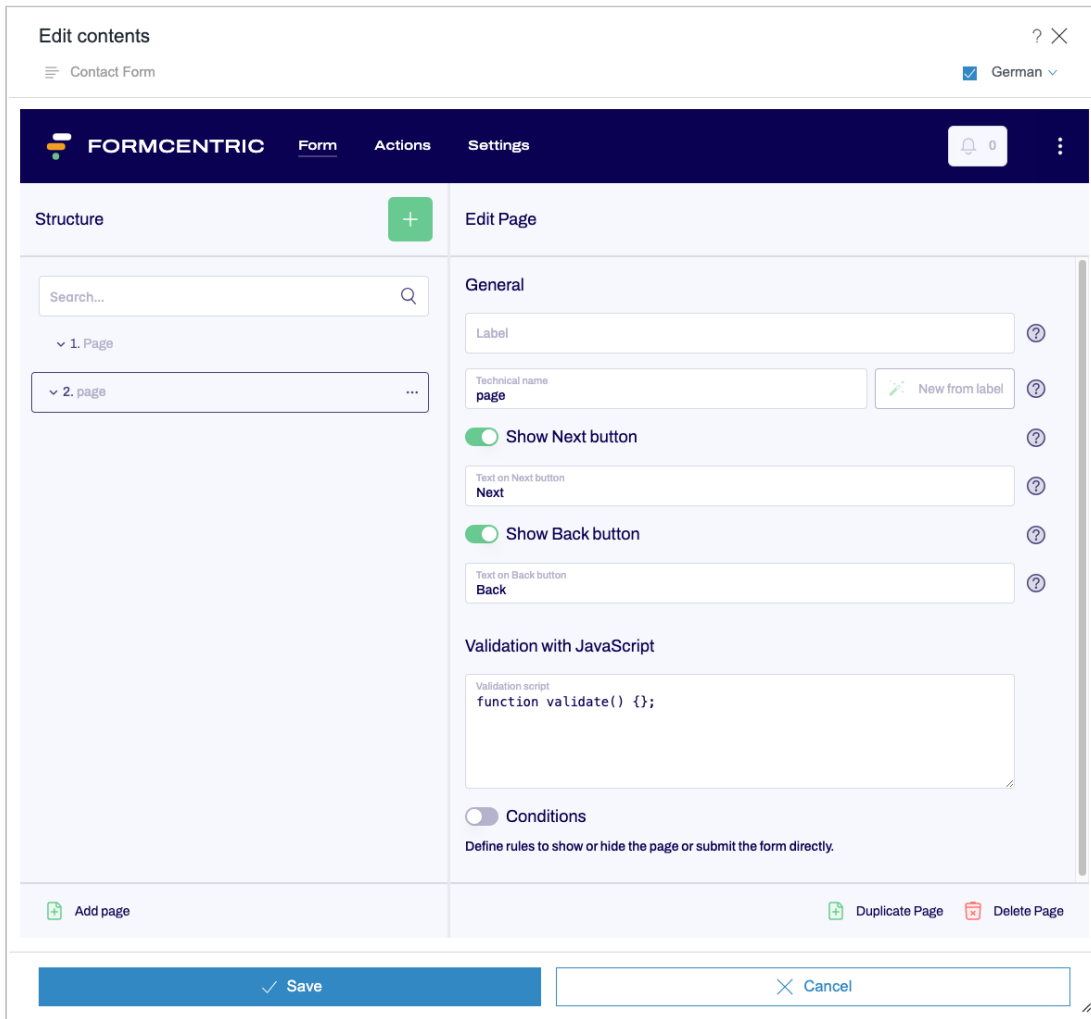 Edit contents
?
Contact Form
German
FORMCENTRIC
Form
Actions
Settings
0
Structure
+
Edit Page
Search...
1. Page
2. page
...
General
Label
?
Technical name
page
New from label
?
Show Next button
?
Text on Next button
Next
?
Show Back button
?
Text on Back button
Back
?
Validation with JavaScript
Validation script
function validate() {};
Conditions
Define rules to show or hide the page or submit the form directly.
Add page
Duplicate Page
Delete Page
Save
Cancel